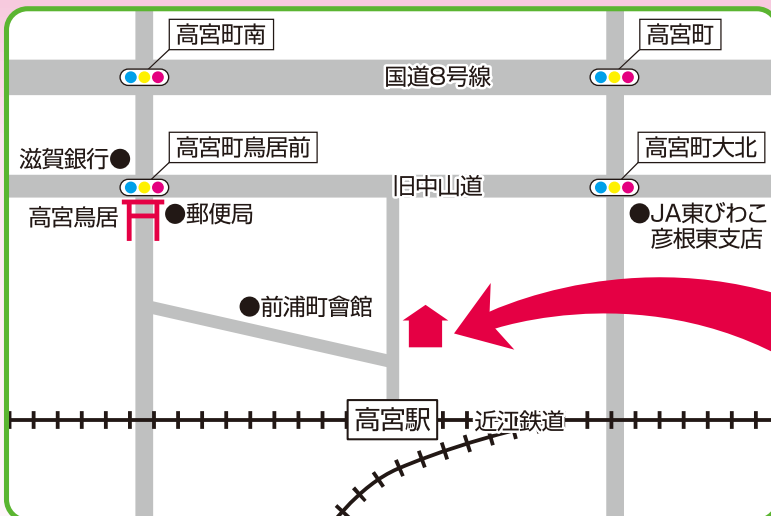 高宮町南
高宮町
国道8号線
滋賀銀行●
高宮町鳥居前
高宮町大北
旧中山道
高宮鳥居
●郵便局
●JA東びわこ
彦根東支店
●前浦町會館
高宮駅
近江鉄道